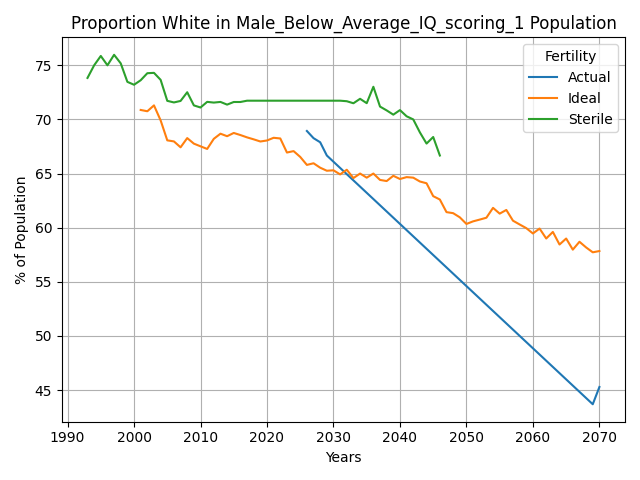 Proportion White in Male_Below_Average_IQ_scoring_1 Population
Fertility
Actual
Ideal
Sterile
% of Population
75
70
65
60
55
50
45
1990 2000 2010 2020 2030 2040 2050 2060 2070
Years